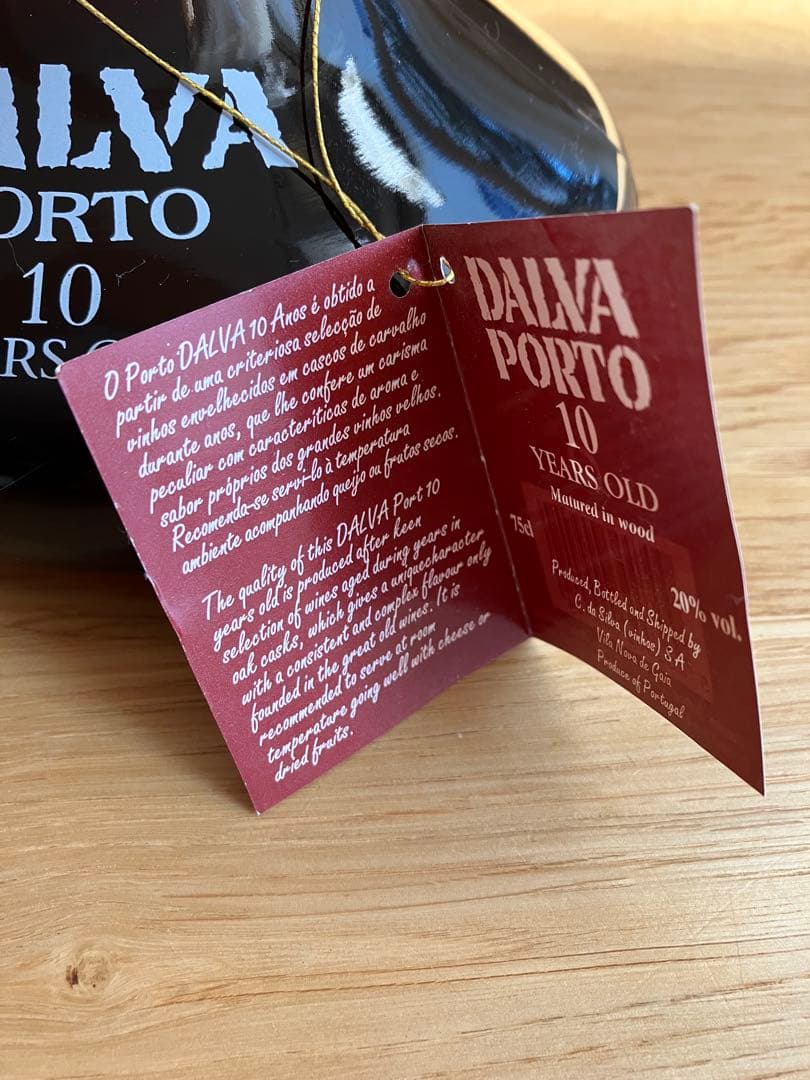 ALVA
PORTO
10
DALVA
PORTO
10
YEARS OLD
Matured in wood
75cl
20% vol.
Produced, Bottled and Shipped by
C. da Silva (vinhos) S A
Vila Nova de Gaia
Produce of Portugal
O Porto DALVA 10 Anos é obtido a
partir de uma criteriosa selecção de
vinhos envelhecidos em cascos de carvalho
durante anos, que lhe confere um carisma
peculiar com caracteríticas de aroma e
sabor próprios dos grandes vinhos velhos.
Recomenda-se servi-lo à temperatura
ambiente acompanhando queijo ou frutos secos.
The quality of this DALVA Port 10
years old is produced after keen
selection of wines aged during years in
oak casks, which gives a uniquecharacter
with a consistent and complex flavour only
founded in the great old wines. It is
recommended to serve at room
temperature going well with cheese or
dried fruits.